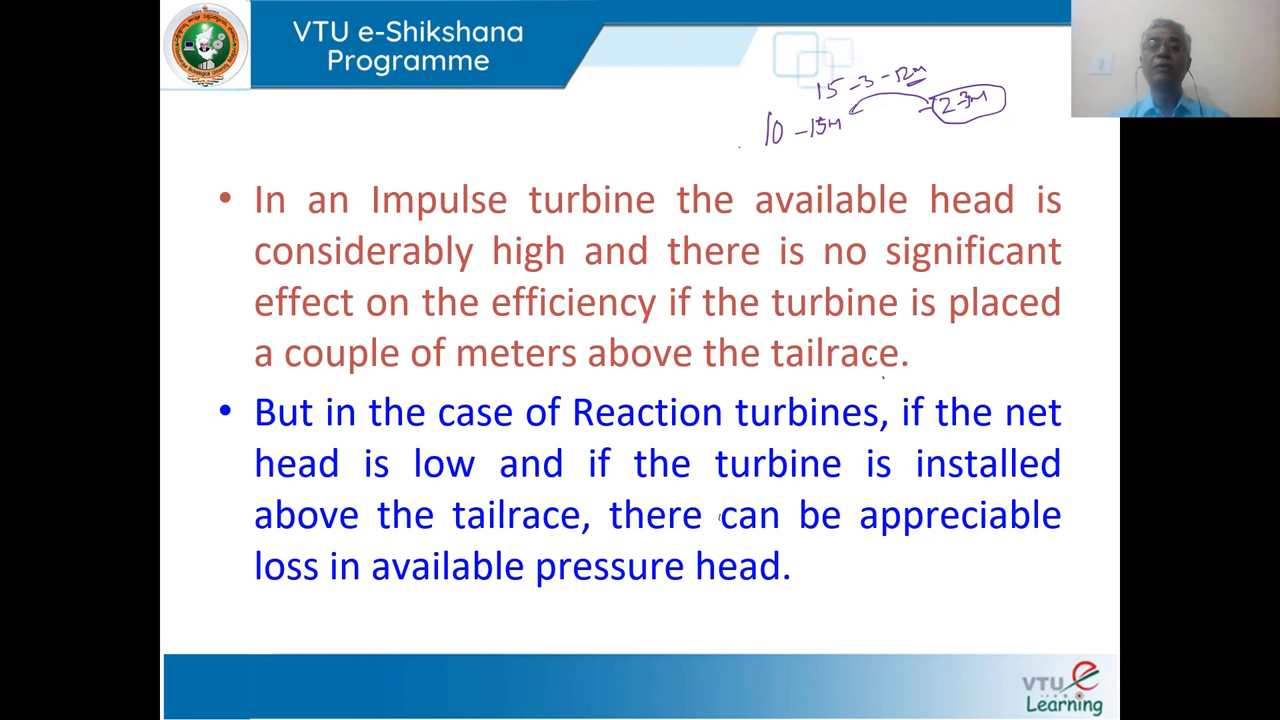 VTU e-Shikshana
Programme
15 - 3 - 12m
10 - 15M
2-3M
• In an Impulse turbine the available head is
considerably high and there is no significant
effect on the efficiency if the turbine is placed
a couple of meters above the tailrace.
• But in the case of Reaction turbines, if the net
head is low and if the turbine is installed
above the tailrace, there can be appreciable
loss in available pressure head.
VTU e
Learning